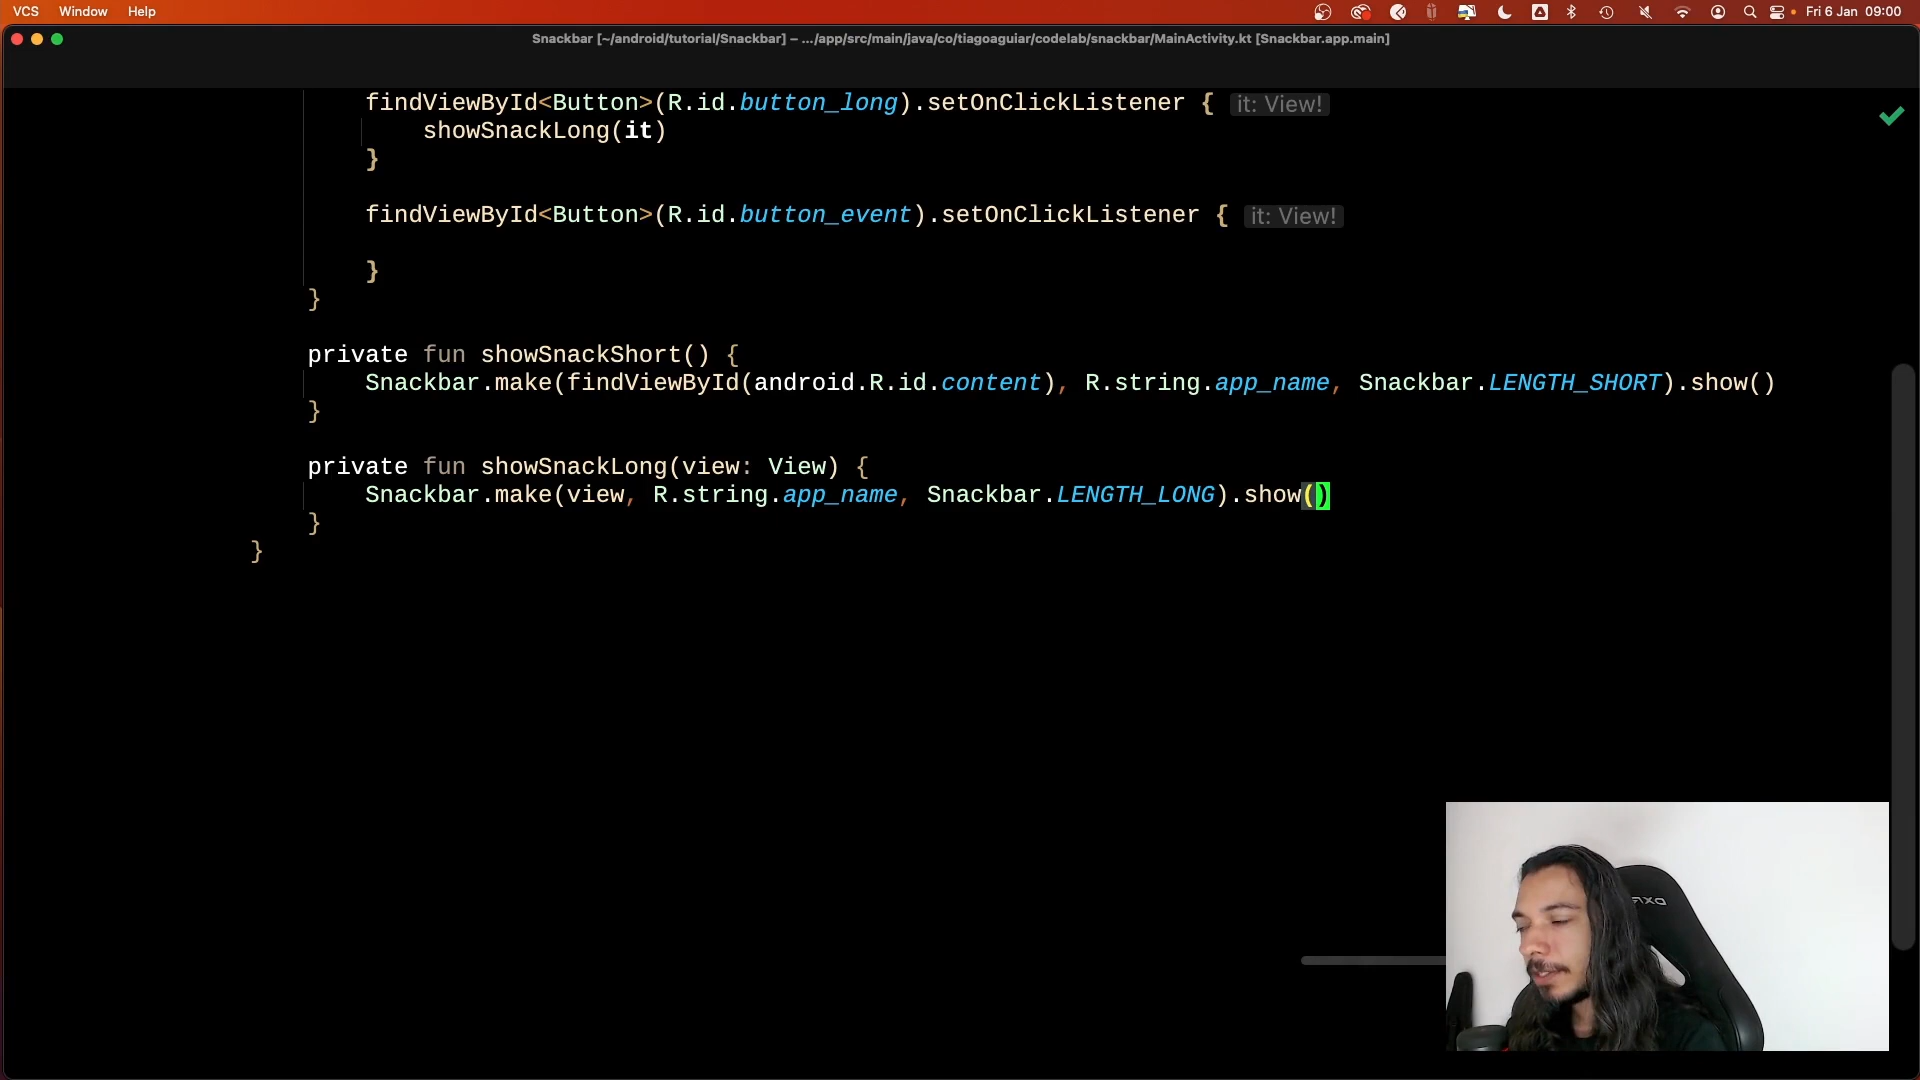 VCS Window Help Fri 6 Jan 09:00
Snackbar [~/android/tutorial/Snackbar] – .../app/src/main/java/co/tiagoaguiar/codelab/snackbar/MainActivity.kt [Snackbar.app.main]
findViewById<Button>(R.id.button_long).setOnClickListener { it: View!
showSnackLong(it)
}
findViewById<Button>(R.id.button_event).setOnClickListener { it: View!
}
}
private fun showSnackShort() {
Snackbar.make(findViewById(android.R.id.content), R.string.app_name, Snackbar.LENGTH_SHORT).show()
}
private fun showSnackLong(view: View) {
Snackbar.make(view, R.string.app_name, Snackbar.LENGTH_LONG).show()
}
}